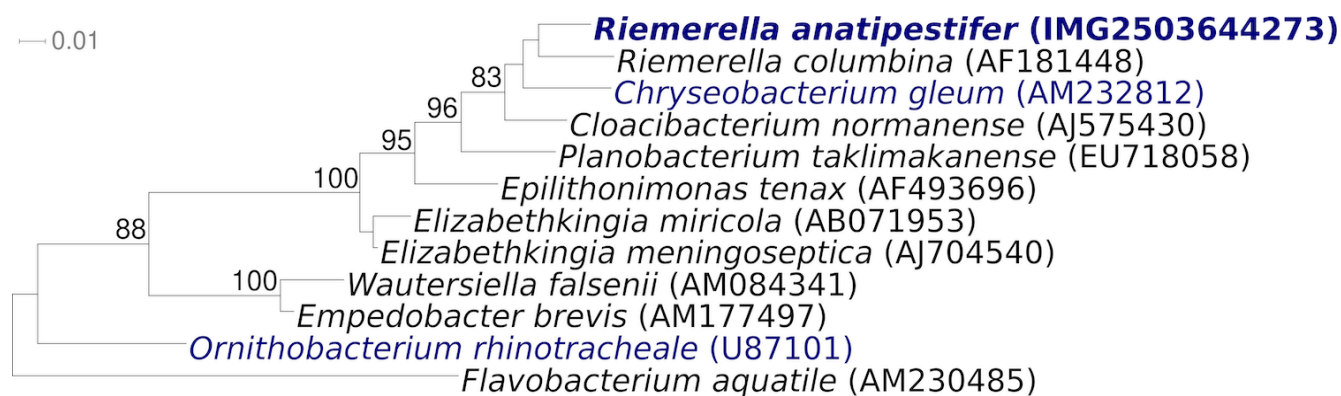 0.01
Riemerella anatipestifer (IMG2503644273)
Riemerella columbina (AF181448)
83
Chryseobacterium gleum (AM232812)
96
Cloacibacterium normanense (AJ575430)
95
Planobacterium taklimakanense (EU718058)
100
Epilithonimonas tenax (AF493696)
Elizabethkingia miricola (AB071953)
88
Elizabethkingia meningoseptica (AJ704540)
100
Wautersiella falsenii (AM084341)
Empedobacter brevis (AM177497)
Ornithobacterium rhinotracheale (U87101)
Flavobacterium aquatile (AM230485)